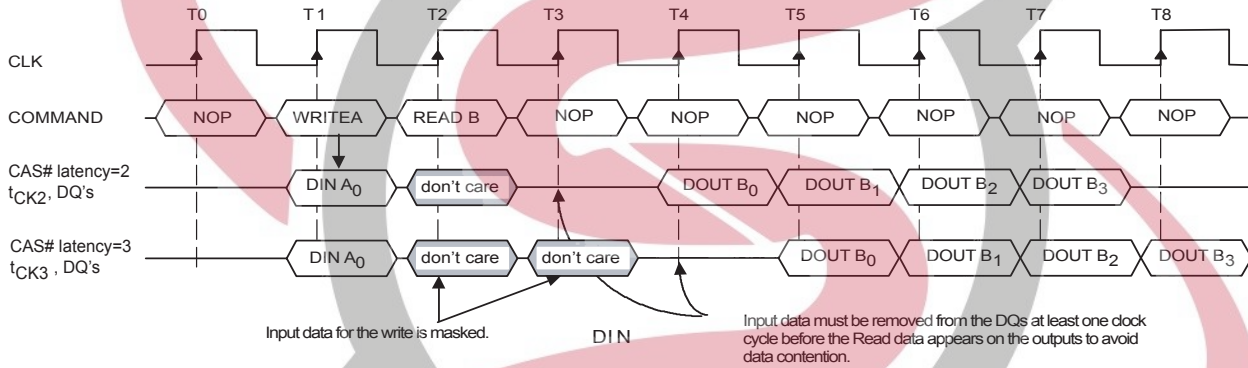 T0 T1 T2 T3 T4 T5 T6 T7 T8
CLK
COMMAND NOP WRITEA READ B NOP NOP NOP NOP NOP NOP
CAS# latency=2
tCK2, DQ's DIN A0 don't care DOUT B0 DOUT B1 DOUT B2 DOUT B3
CAS# latency=3
tCK3 , DQ's DIN A0 don't care don't care DOUT B0 DOUT B1 DOUT B2 DOUT B3
Input data for the write is masked.
DIN
Input data must be removed from the DQs at least one clock
cycle before the Read data appears on the outputs to avoid
data contention.